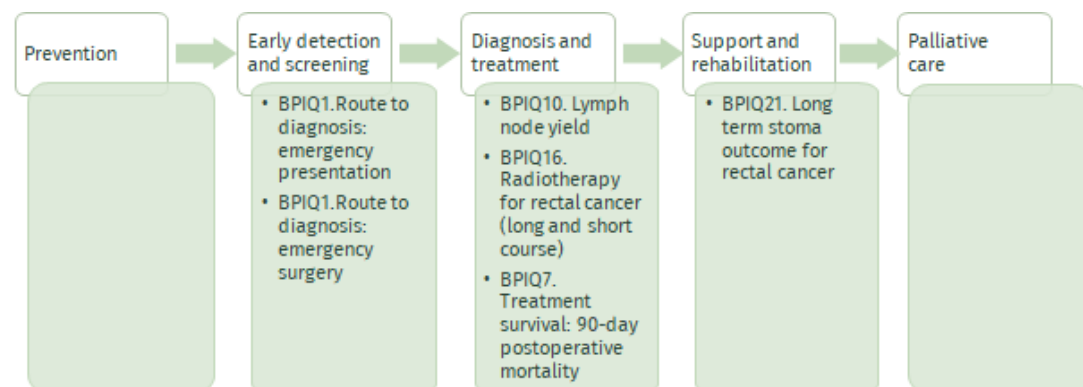 Prevention
Early detection
and screening
Diagnosis and
treatment
Support and
rehabilitation
Palliative
care
• BPIQ1.Route to
diagnosis:
emergency
presentation
• BPIQ1.Route to
diagnosis:
emergency
surgery
• BPIQ10. Lymph
node yield
• BPIQ16.
Radiotherapy
for rectal cancer
(long and short
course)
• BPIQ7.
Treatment
survival: 90-day
postoperative
mortality
• BPIQ21. Long
term stoma
outcome for
rectal cancer